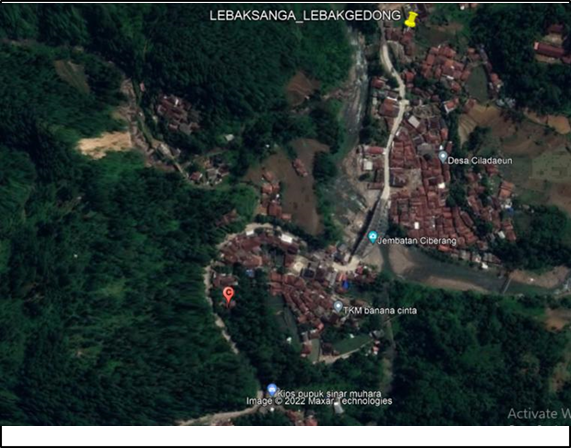 LEBAKSANGA_LEBAKGEDONG
Desa Ciladaeun
Jembatan Ciberang
C
TKM banana cinta
Kios pupuk sinar muhara
Image © 2022 Maxar Technologies
Activate W